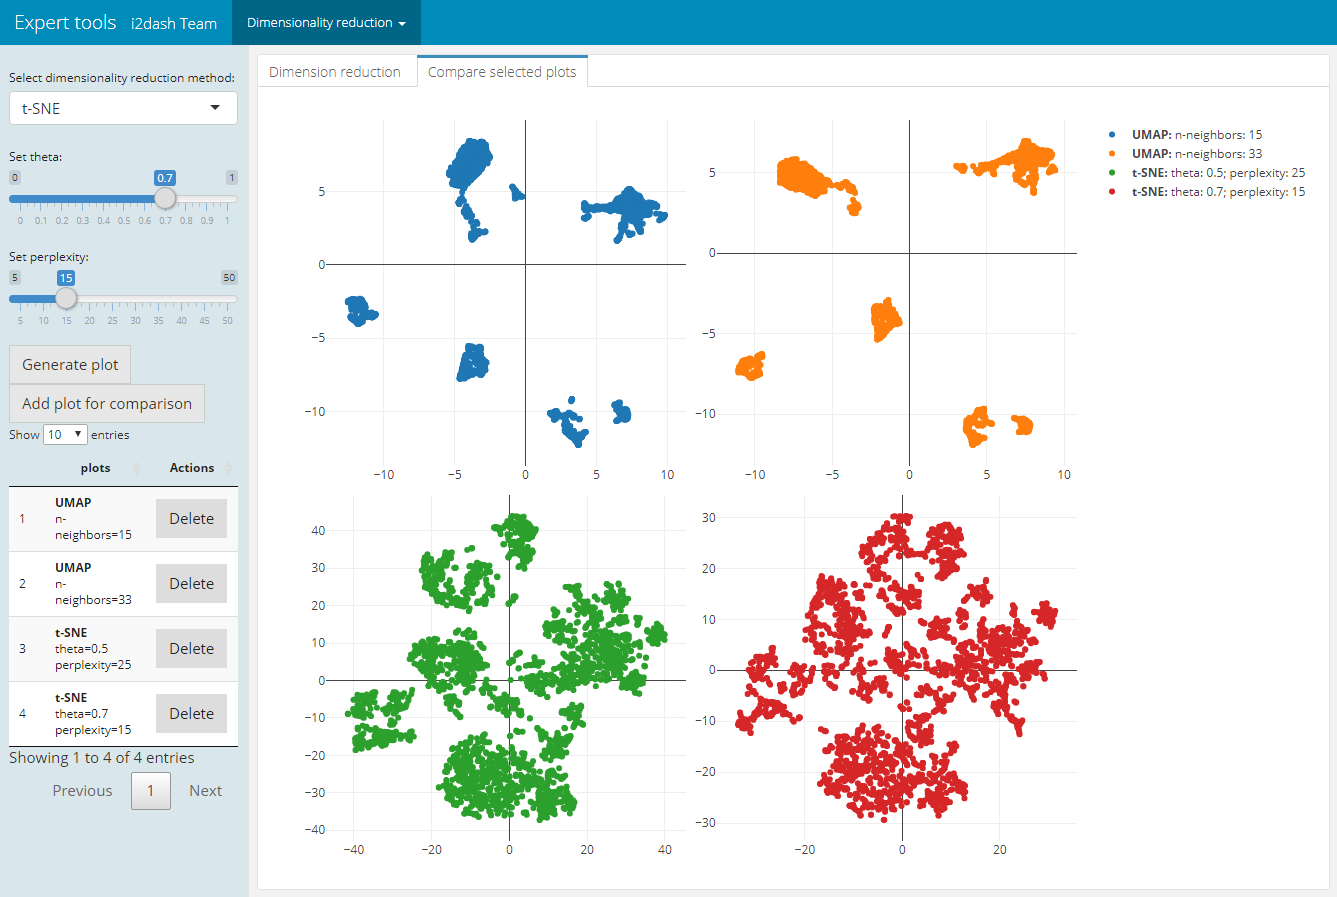 Expert tools i2dash Team Dimensionality reduction
Select dimensionality reduction method:
t-SNE
Set theta:
0 0.7 1
0 0.1 0.2 0.3 0.4 0.5 0.6 0.7 0.8 0.9 1
Set perplexity:
5 15 50
5 10 15 20 25 30 35 40 45 50
Generate plot
Add plot for comparison
Show 10 entries
plots Actions
1 UMAP
n-
neighbors=15
Delete
2 UMAP
n-
neighbors=33
Delete
3 t-SNE
theta=0.5
perplexity=25
Delete
4 t-SNE
theta=0.7
perplexity=15
Delete
Showing 1 to 4 of 4 entries
Previous 1 Next
Dimension reduction Compare selected plots
5
0
−5
−10
−10 −5 0 5 10
5
0
−5
−10
−10 −5 0 5 10
UMAP: n-neighbors: 15
UMAP: n-neighbors: 33
t-SNE: theta: 0.5; perplexity: 25
t-SNE: theta: 0.7; perplexity: 15
40
30
20
10
0
−10
−20
−30
−40
−40 −20 0 20 40
30
20
10
0
−10
−20
−30
−20 0 20